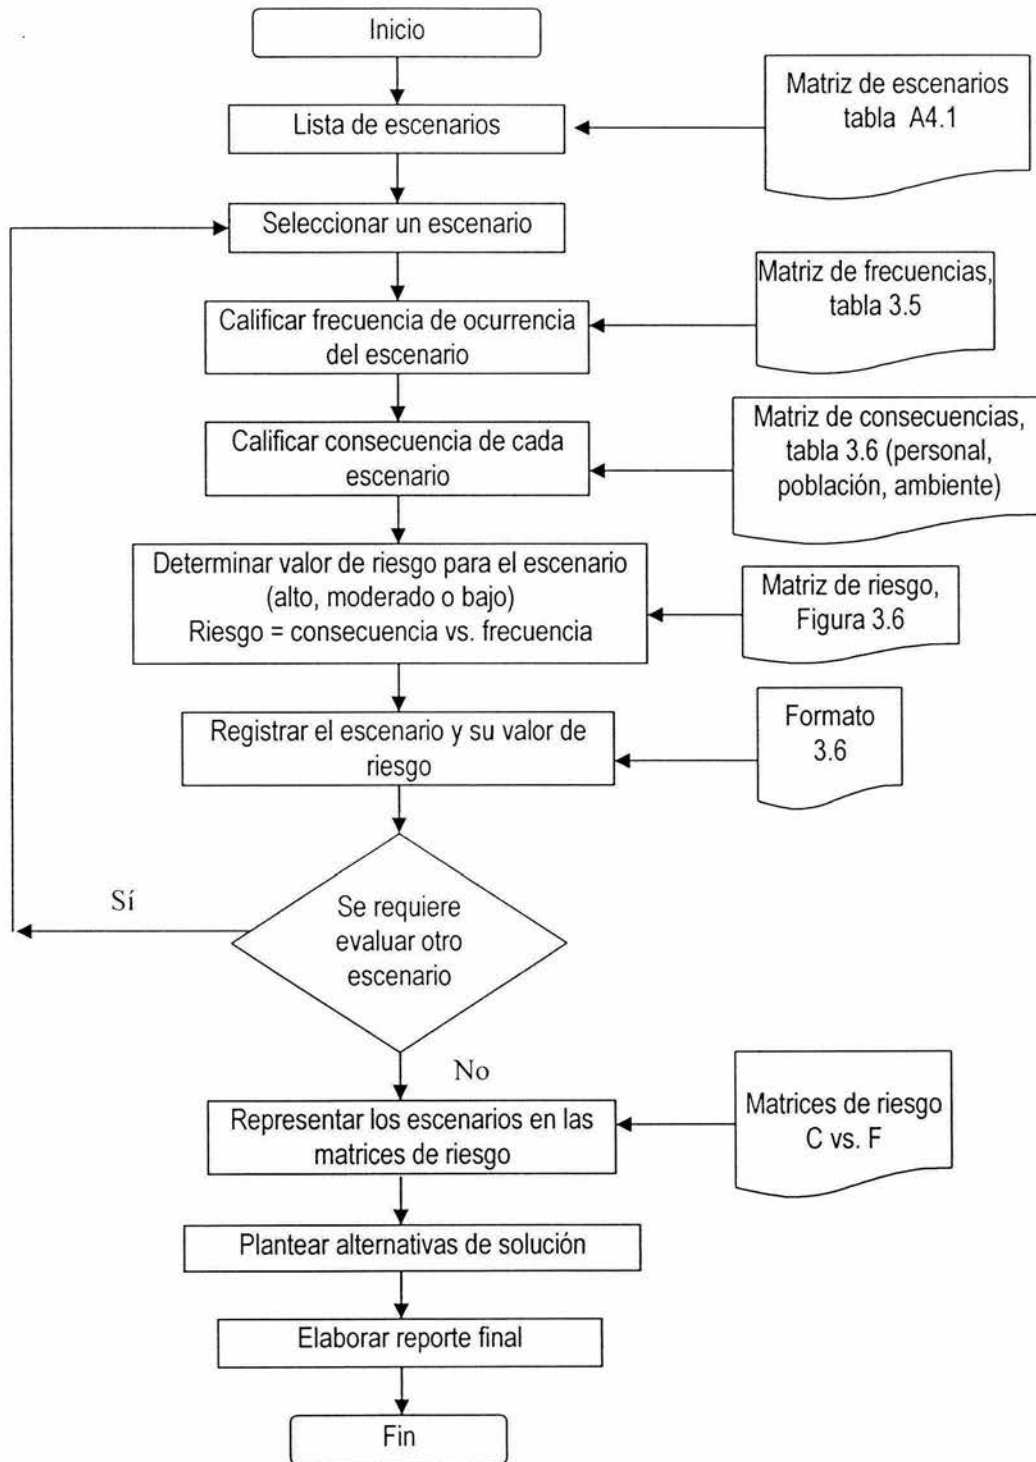 Inicio
Matriz de escenarios
tabla A4.1
Lista de escenarios
Seleccionar un escenario
Matriz de frecuencias,
tabla 3.5
Calificar frecuencia de ocurrencia
del escenario
Matriz de consecuencias,
tabla 3.6 (personal,
población, ambiente)
Calificar consecuencia de cada
escenario
Determinar valor de riesgo para el escenario
(alto, moderado o bajo)
Riesgo = consecuencia vs. frecuencia
Matriz de riesgo,
Figura 3.6
Registrar el escenario y su valor de
riesgo
Formato
3.6
Sí
Se requiere
evaluar otro
escenario
No
Representar los escenarios en las
matrices de riesgo
Matrices de riesgo
C vs. F
Plantear alternativas de solución
Elaborar reporte final
Fin